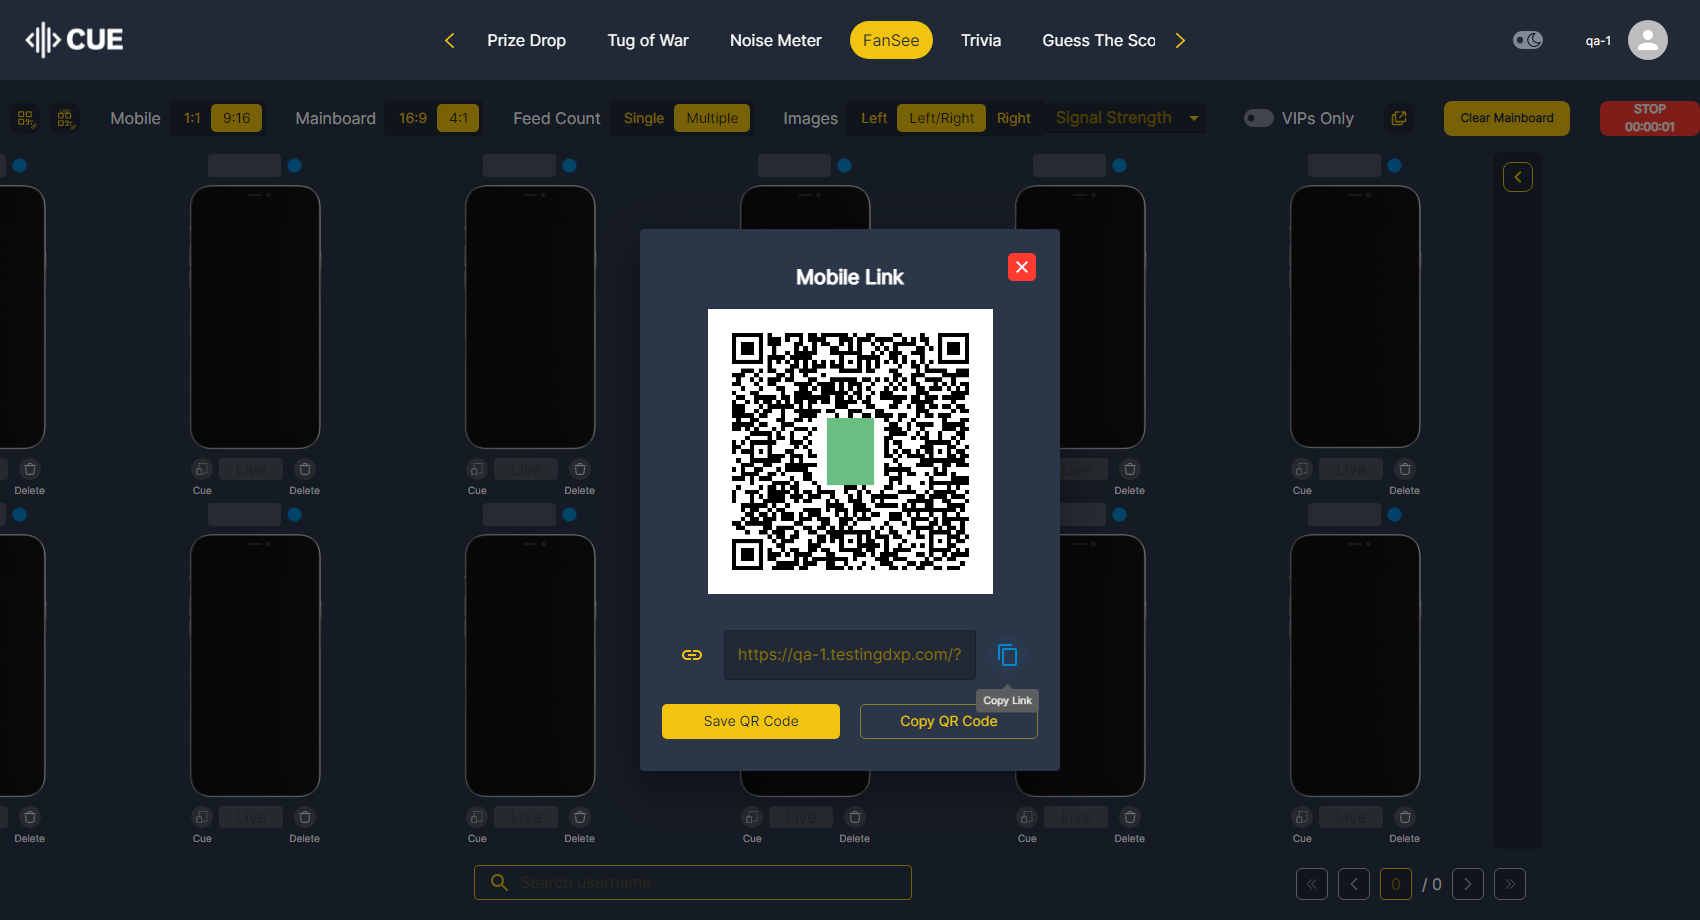 CUE
Prize Drop Tug of War Noise Meter FanSee Trivia Guess The Sco
qa-1
Mobile 1:1 9:16 Mainboard 16:9 4:1 Feed Count Single Multiple Images Left Left/Right Right Signal Strength VIPs Only Clear Mainboard STOP
00:00:01
Mobile Link
Live Live Live Live
Delete Cue Delete Cue Delete Delete Cue Delete
https://qa-1.testingdxp.com/?
Copy Link
Save QR Code Copy QR Code
Live Live Live Live Live
Delete Cue Delete Cue Delete Cue Delete Cue Delete Cue Delete
Search username
0 / 0